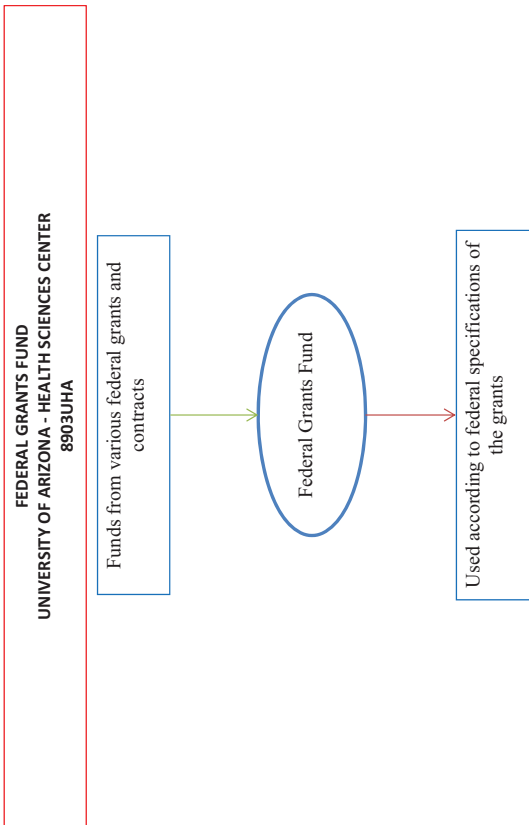 FEDERAL GRANTS FUND
UNIVERSITY OF ARIZONA - HEALTH SCIENCES CENTER
8903UHA
Funds from various federal grants and
contracts
Federal Grants Fund
Used according to federal specifications of
the grants